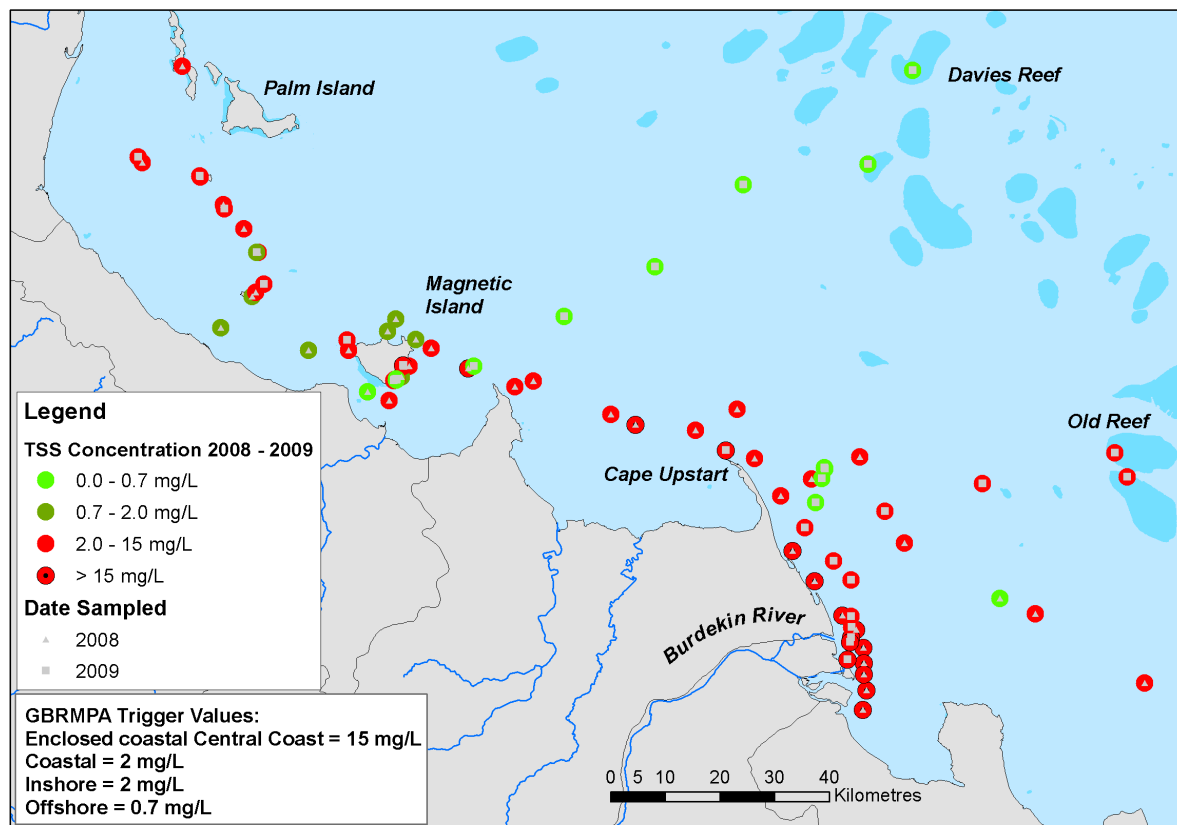 Palm Island
Davies Reef
Magnetic
Island
Old Reef
Cape Upstart
Burdekin River
Legend
TSS Concentration 2008 - 2009
0.0 - 0.7 mg/L
0.7 - 2.0 mg/L
2.0 - 15 mg/L
> 15 mg/L
Date Sampled
2008
2009
GBRMPA Trigger Values:
Enclosed coastal Central Coast = 15 mg/L
Coastal = 2 mg/L
Inshore = 2 mg/L
Offshore = 0.7 mg/L
0 5 10 20 30 40
Kilometres